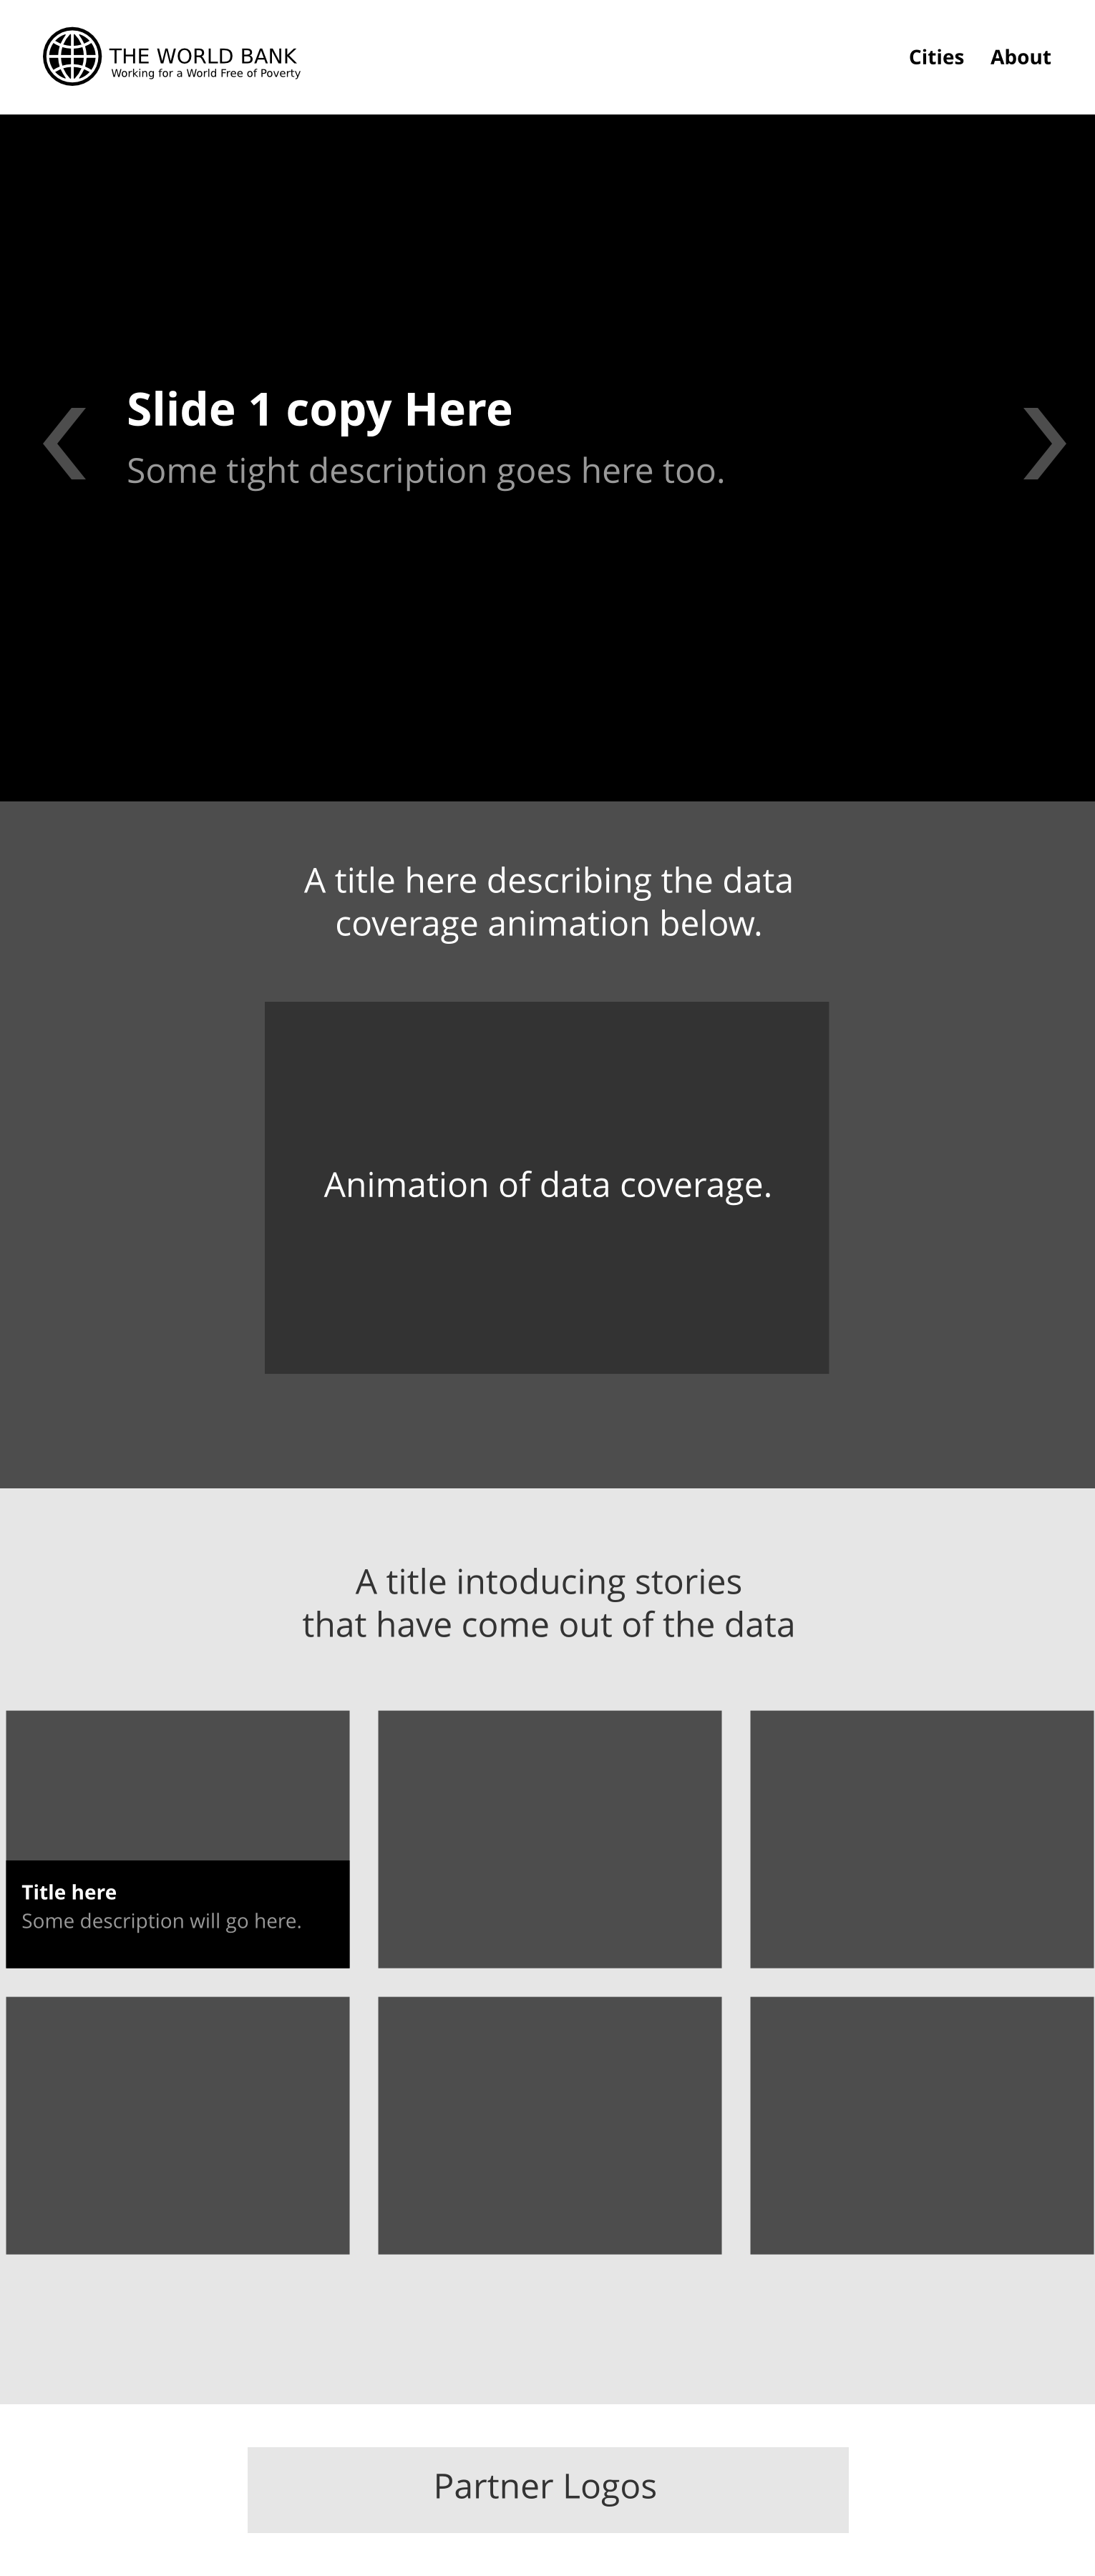 THE WORLD BANK
Working for a World Free of Poverty
Cities About
Slide 1 copy Here
Some tight description goes here too.
A title here describing the data
coverage animation below.
Animation of data coverage.
A title intoducing stories
that have come out of the data
Title here
Some description will go here.
Partner Logos